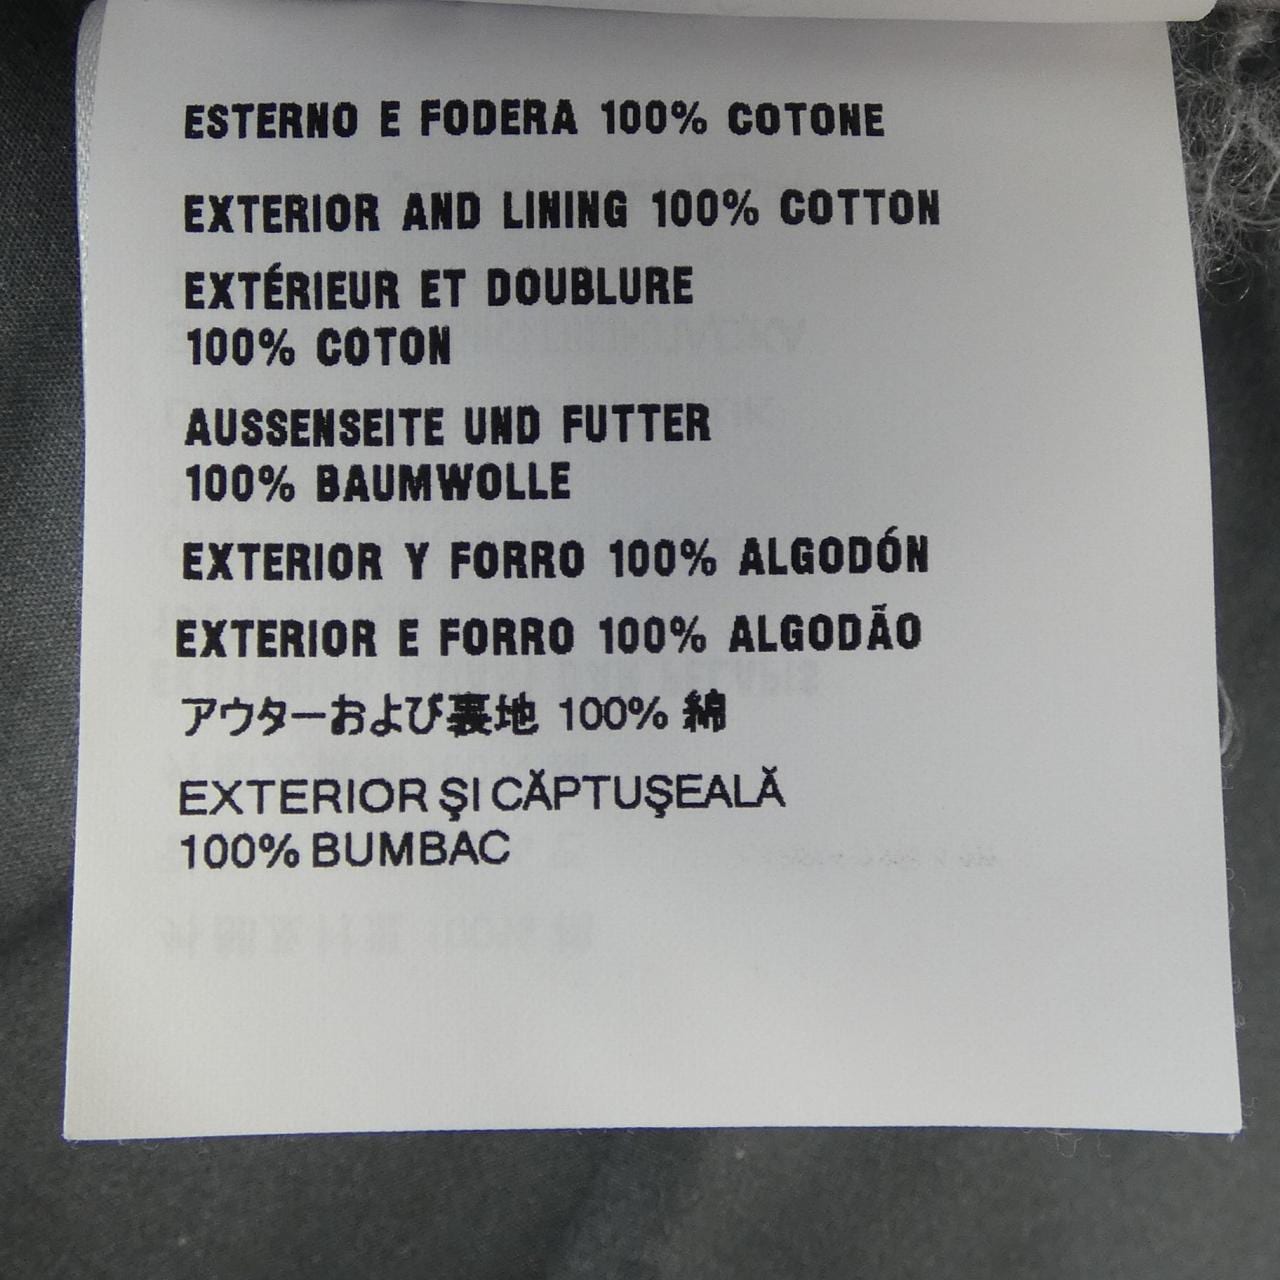 ESTERNO E FODERA 100% COTONE
EXTERIOR AND LINING 100% COTTON
EXTÉRIEUR ET DOUBLURE
100% COTON
AUSSENSEITE UND FUTTER
100% BAUMWOLLE
EXTERIOR Y FORRO 100% ALGODÓN
EXTERIOR E FORRO 100% ALGODÃO
アウターおよび裏地 100% 綿
EXTERIOR ŞI CĂPTUŞEALĂ
100% BUMBAC